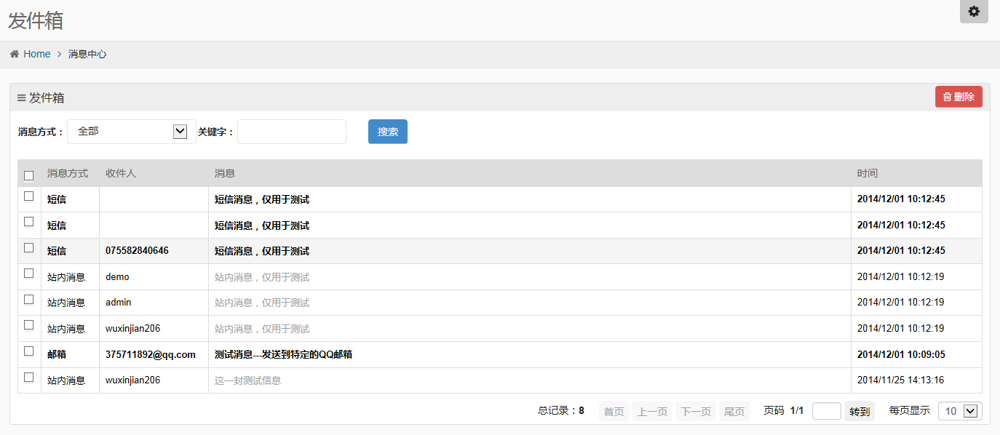 发件箱
Home > 消息中心
发件箱 删除
消息方式： 全部 关键字： 搜索
消息方式 收件人 消息 时间
短信 短信消息，仅用于测试 2014/12/01 10:12:45
短信 短信消息，仅用于测试 2014/12/01 10:12:45
短信 075582840646 短信消息，仅用于测试 2014/12/01 10:12:45
站内消息 demo 站内消息，仅用于测试 2014/12/01 10:12:19
站内消息 admin 站内消息，仅用于测试 2014/12/01 10:12:19
站内消息 wuxinjian206 站内消息，仅用于测试 2014/12/01 10:12:19
邮箱 375711892@qq.com 测试消息---发送到特定的QQ邮箱 2014/12/01 10:09:05
站内消息 wuxinjian206 这一封测试信息 2014/11/25 14:13:16
总记录：8 首页 上一页 下一页 尾页 页码 1/1 转到 每页显示 10